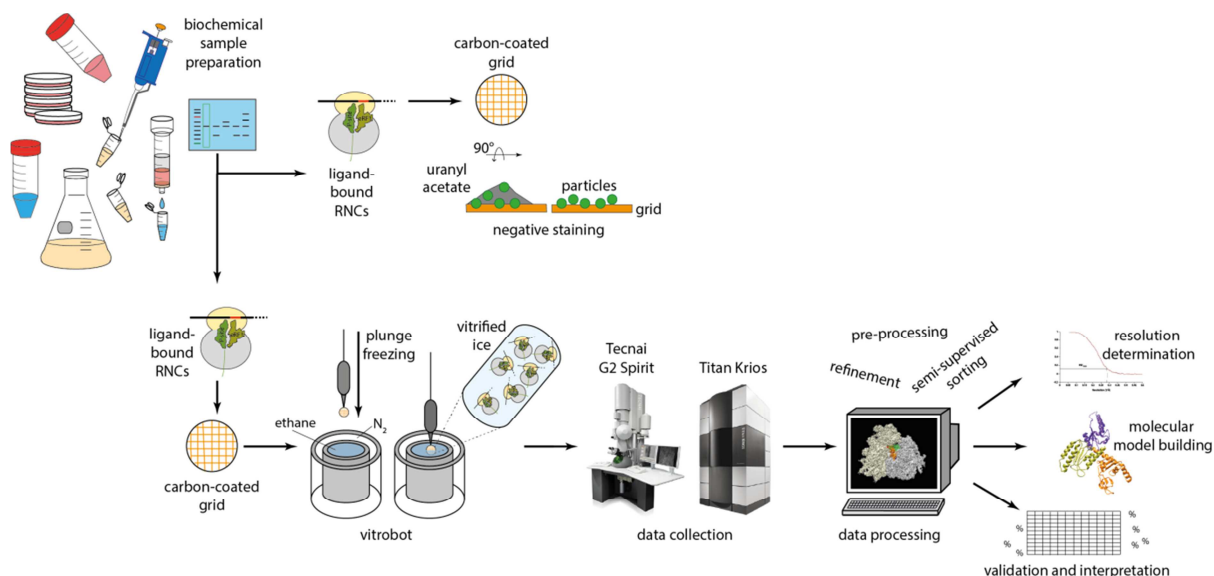 biochemical
sample
preparation
carbon-coated
grid
ligand-
bound
RNCs
90°
uranyl
acetate
particles
grid
negative staining
ligand-
bound
RNCs
carbon-coated
grid
plunge
freezing
ethane
N2
vitrobot
vitrified
ice
Tecnai
G2 Spirit
Titan Krios
data collection
pre-processing
refinement
semi-supervised
sorting
data processing
resolution
determination
molecular
model building
%
%
%
%
%
%
%
validation and interpretation